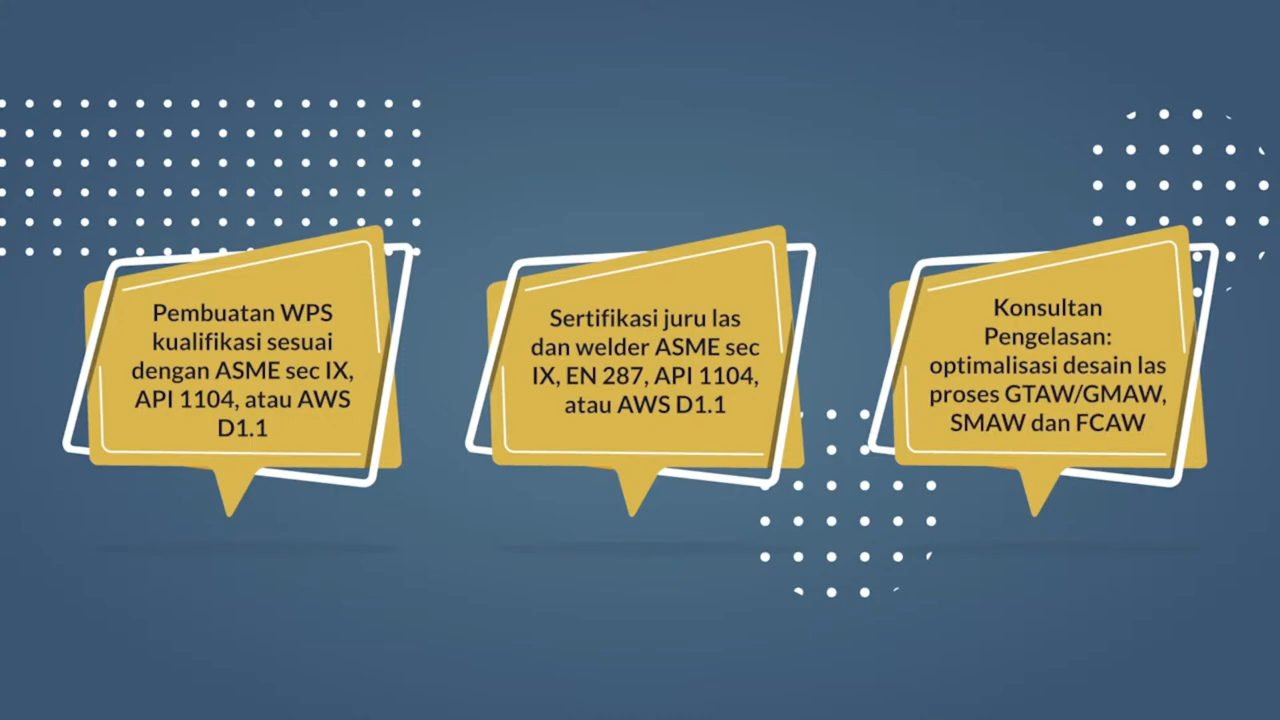 Pembuatan WPS
kualifikasi sesuai
dengan ASME sec IX,
API 1104, atau AWS
D1.1
Sertifikasi juru las
dan welder ASME sec
IX, EN 287, API 1104,
atau AWS D1.1
Konsultan
Pengelasan:
optimalisasi desain las
proses GTAW/GMAW,
SMAW dan FCAW